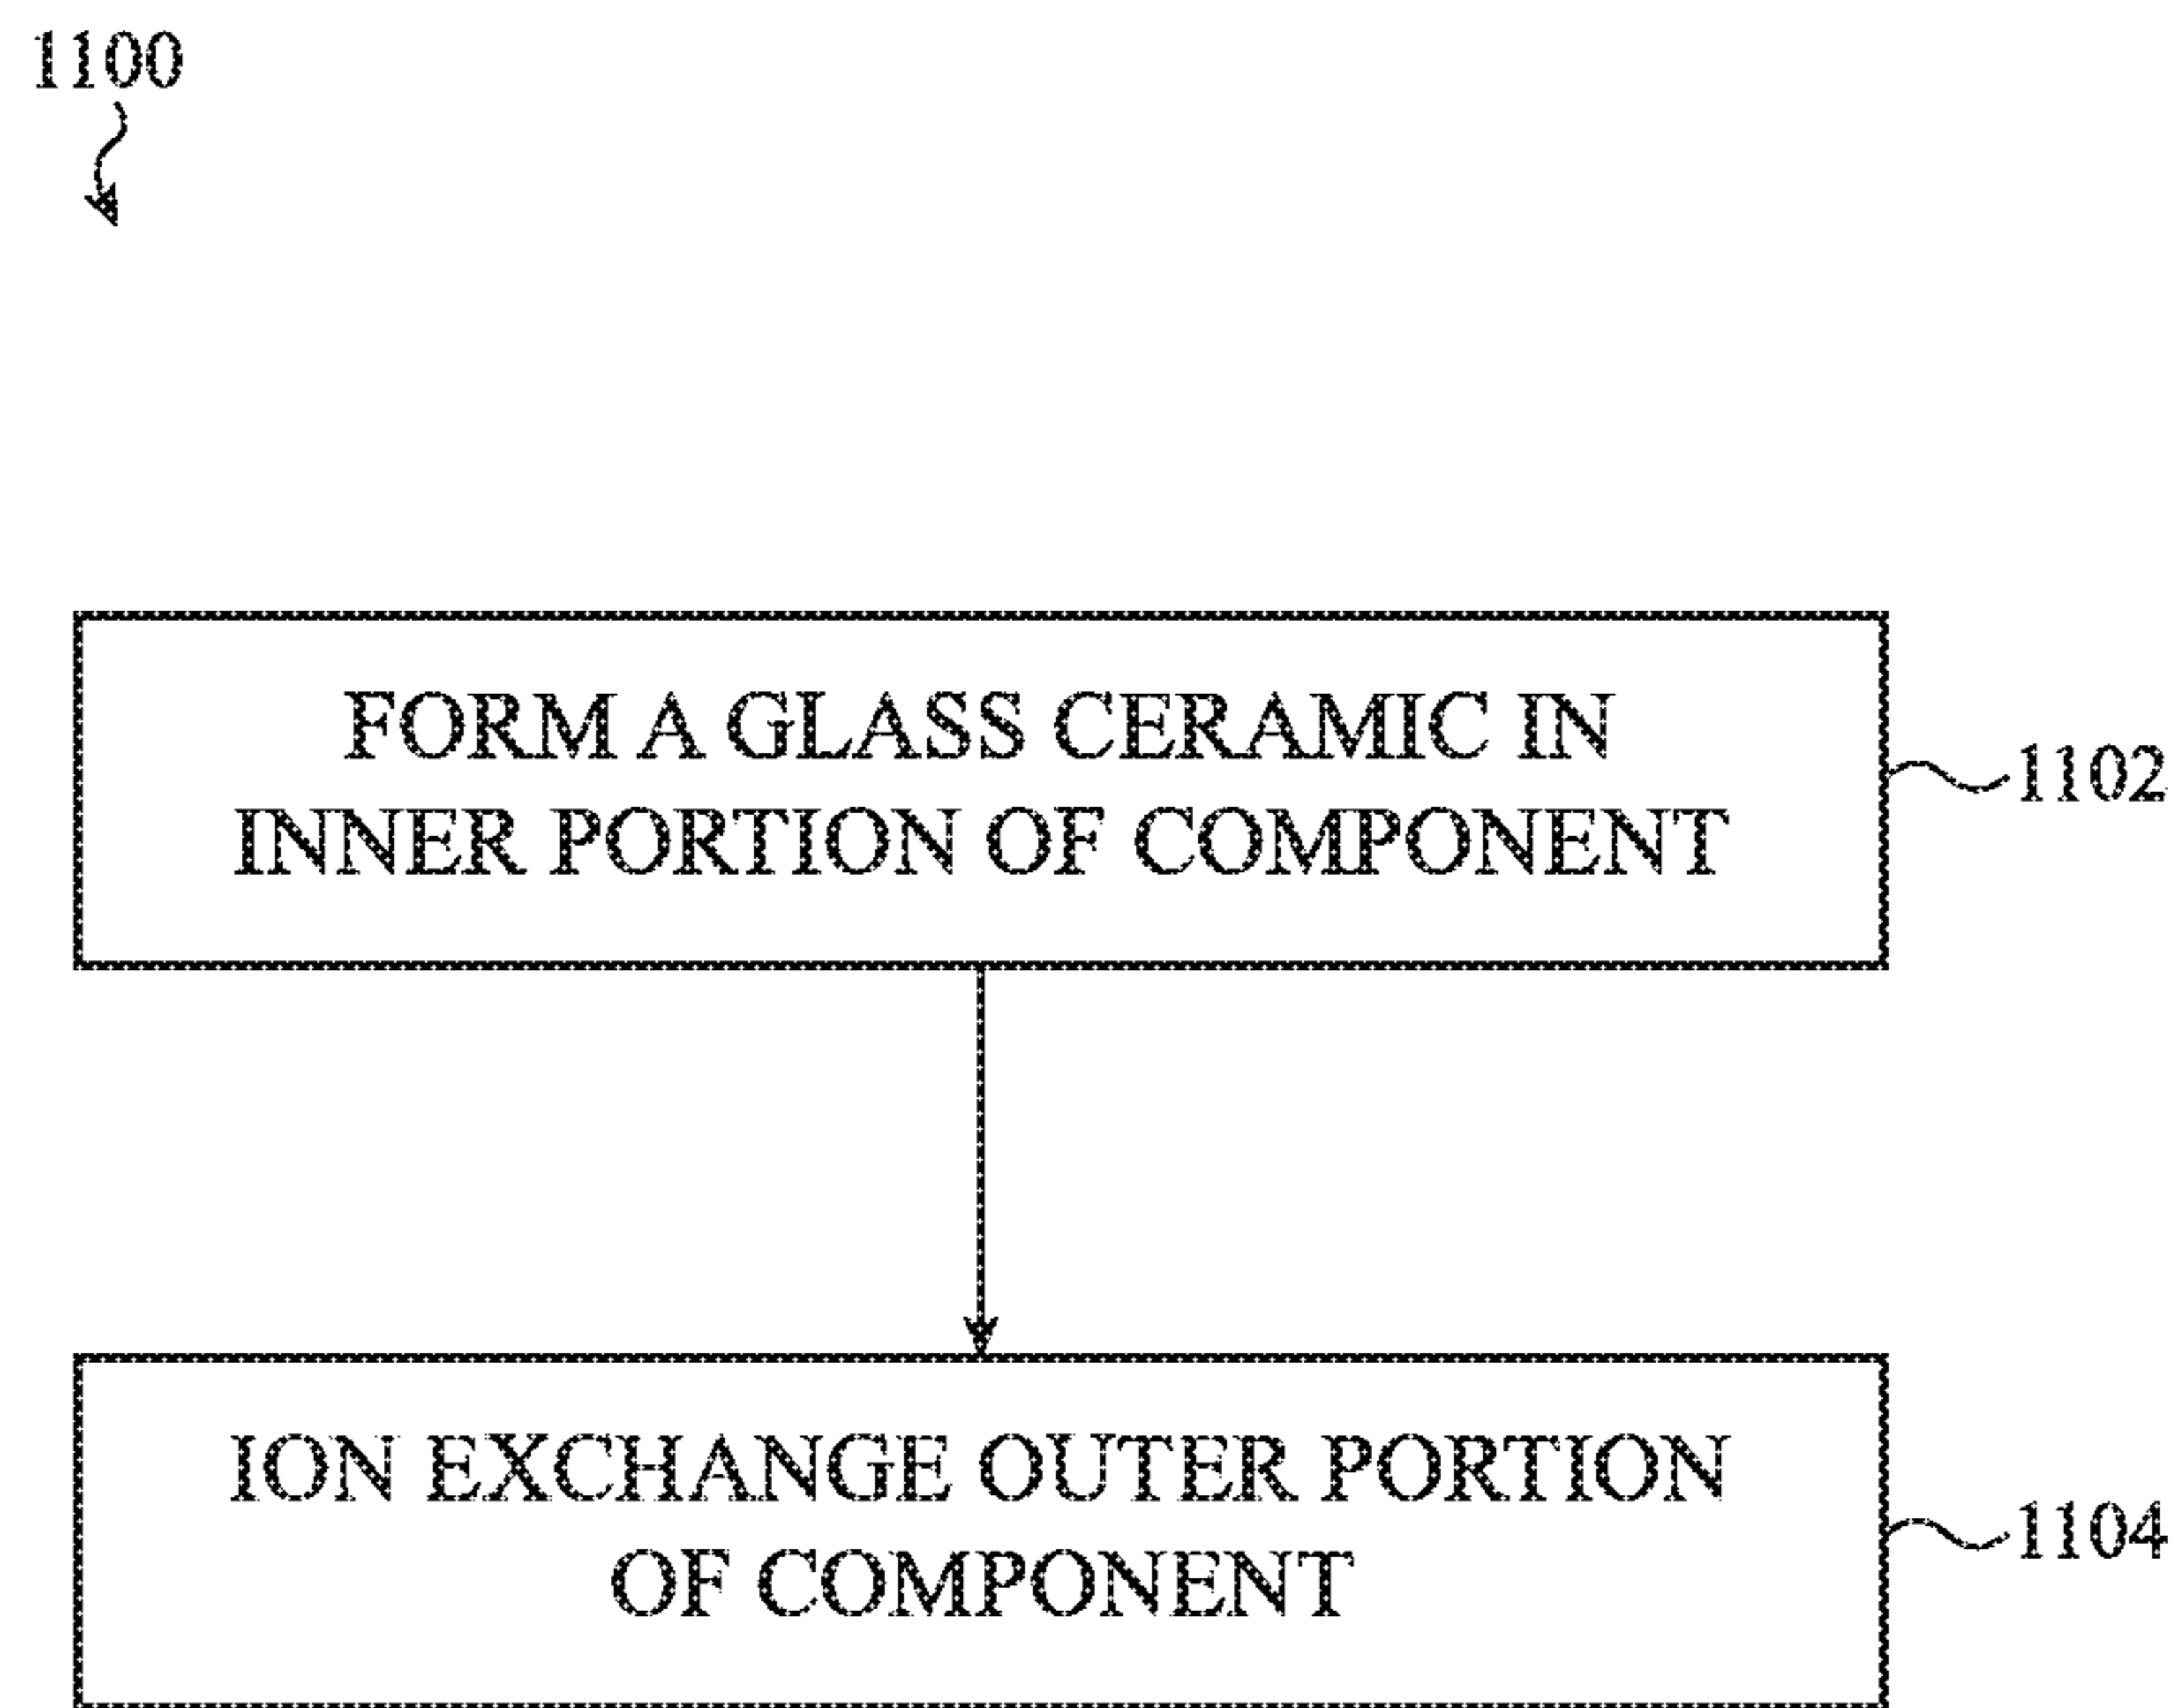 1100
FORM A GLASS CERAMIC IN
INNER PORTION OF COMPONENT
1102
ION EXCHANGE OUTER PORTION
OF COMPONENT
1104